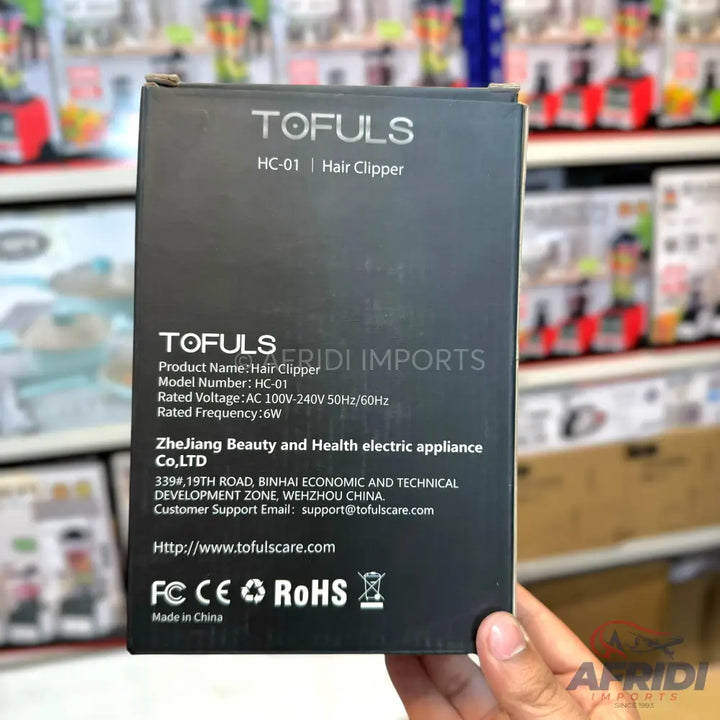 TOFULS
HC-01 | Hair Clipper
TOFULS
© AFRIDI IMPORTS
Product Name:Hair Clipper
Model Number: HC-01
Rated Voltage:AC 100V-240V 50Hz/60Hz
Rated Frequency:6W
ZheJiang Beauty and Health electric appliance
Co,LTD
339#,19TH ROAD, BINHAI ECONOMIC AND TECHNICAL
DEVELOPMENT ZONE, WEHZHOU CHINA.
Customer Support Email: support@tofulscare.com
Http://www.tofulscare.com
FC CE RoHS
Made in China
AFRIDI
IMPORTS
SINCE 1993